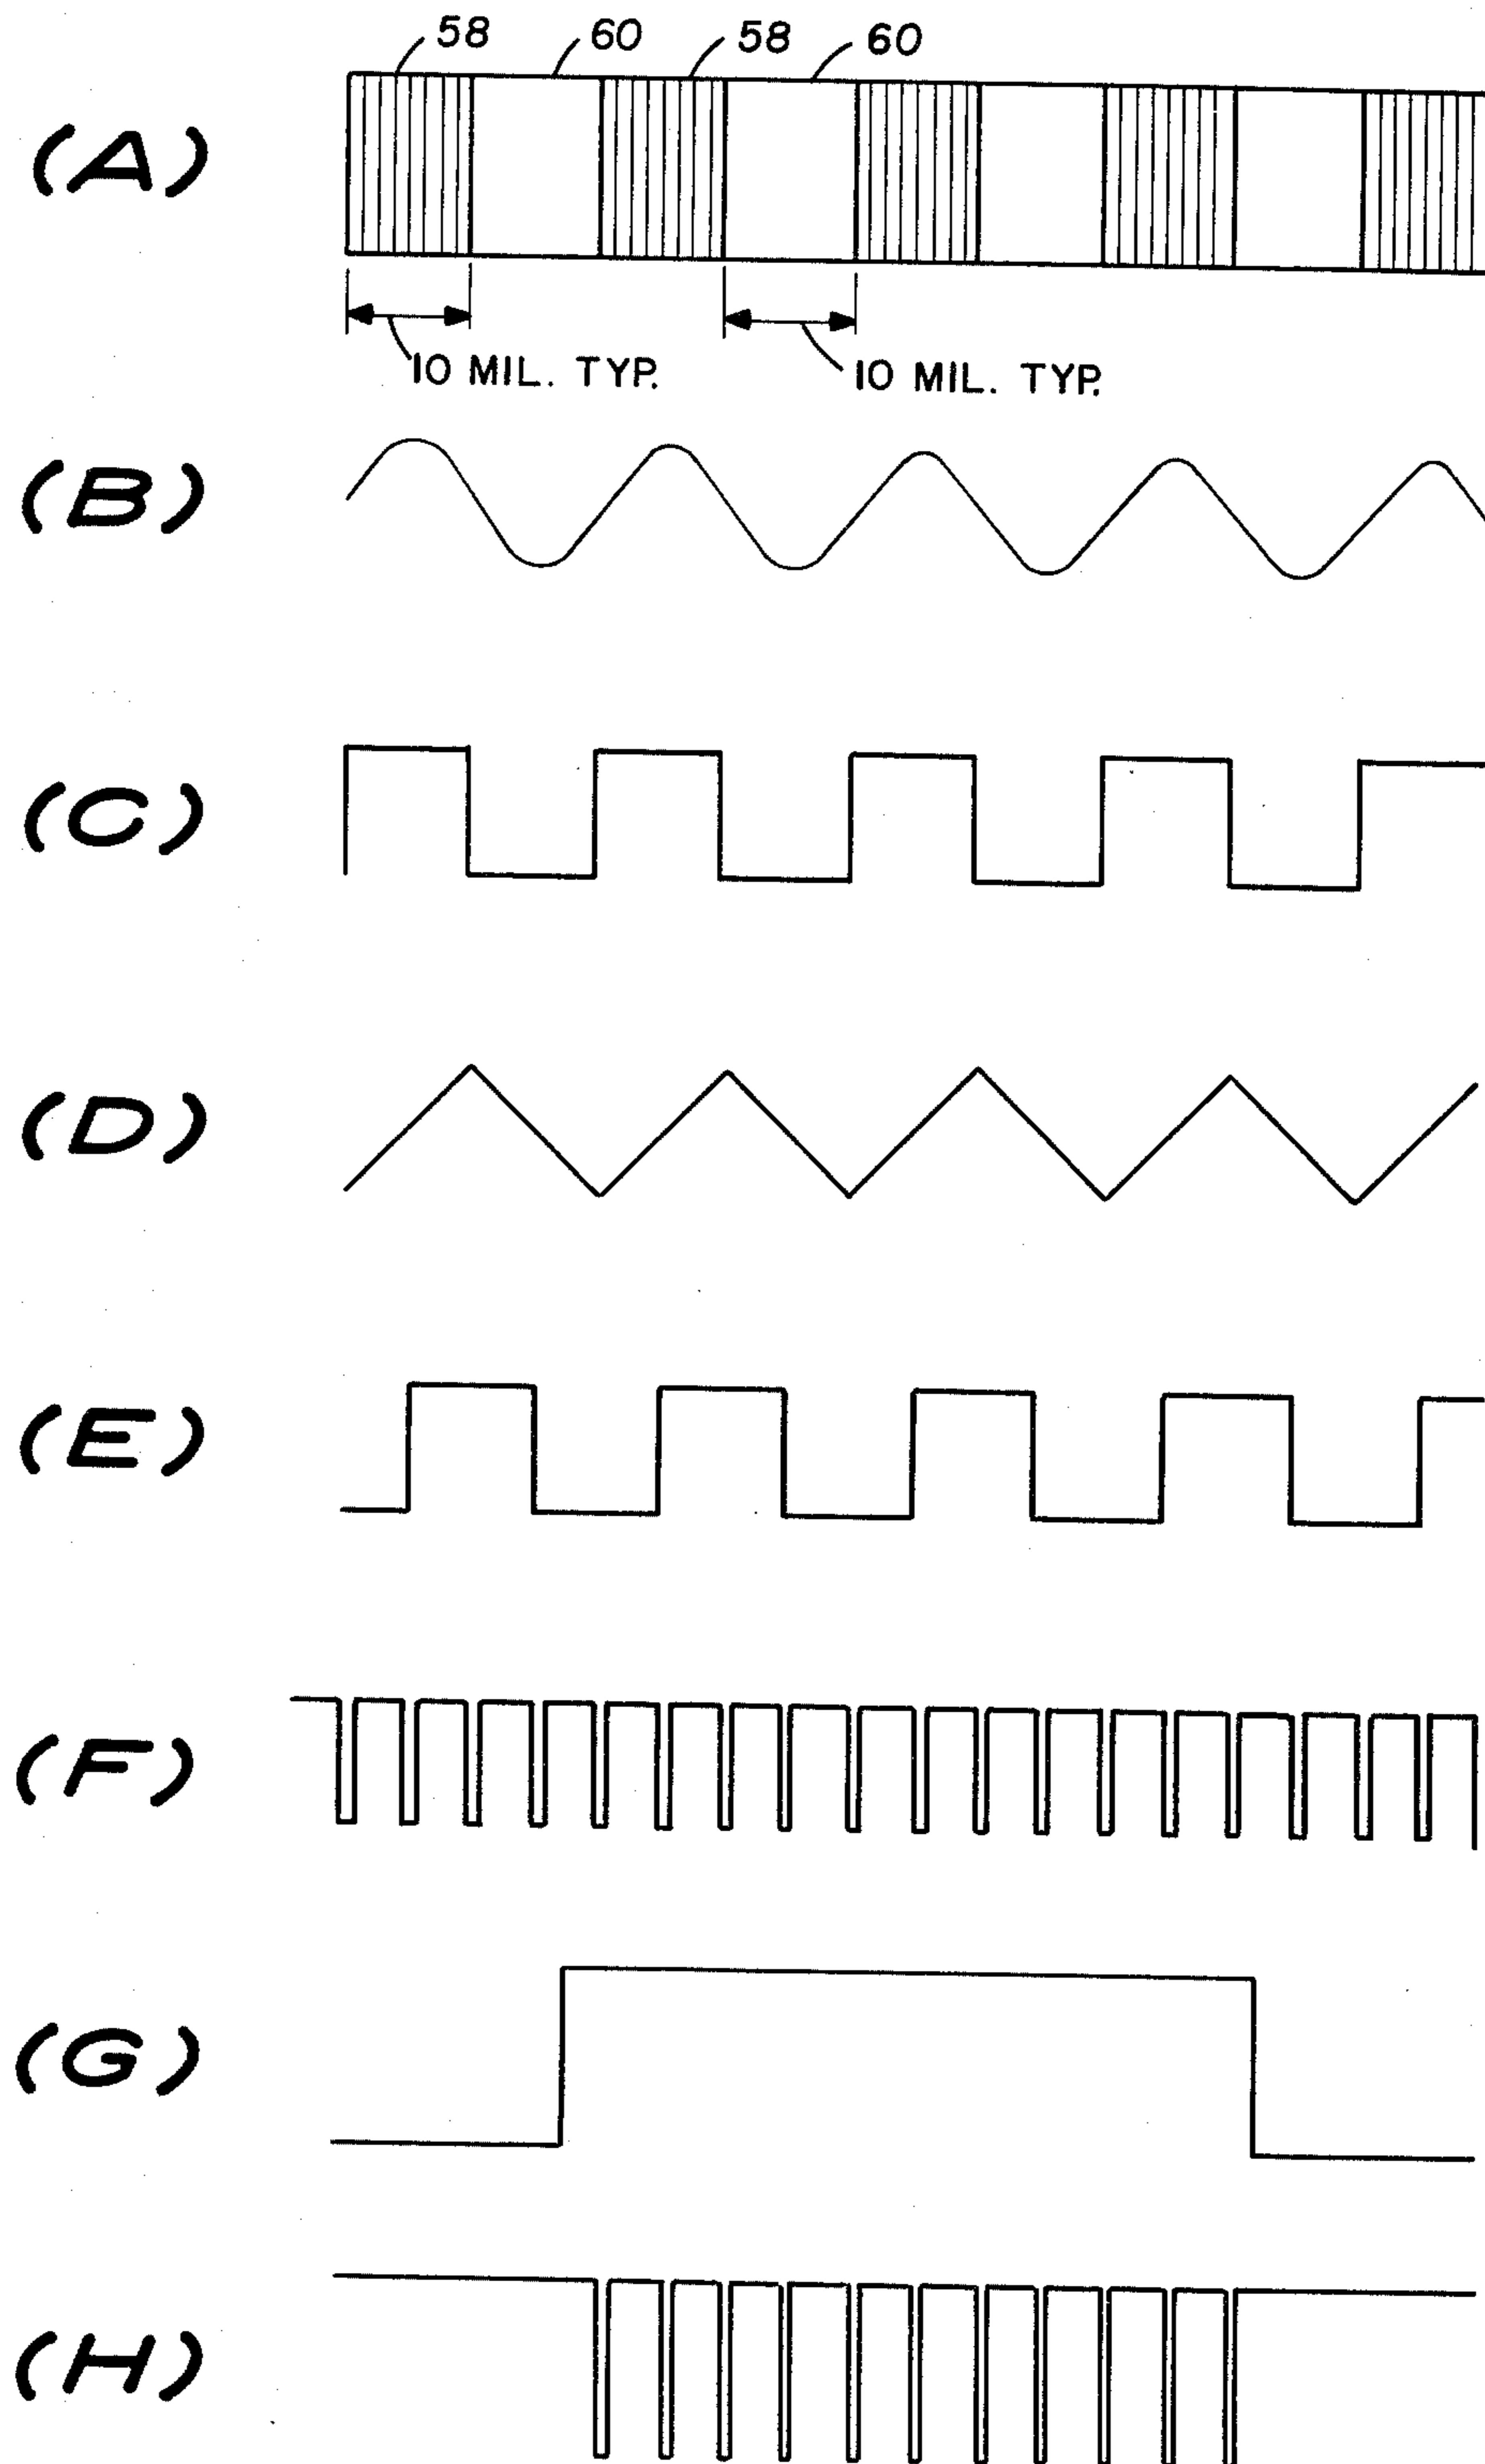 58 60 58 60
(A)
10 MIL. TYP. 10 MIL. TYP.
(B)
(C)
(D)
(E)
(F)
(G)
(H)